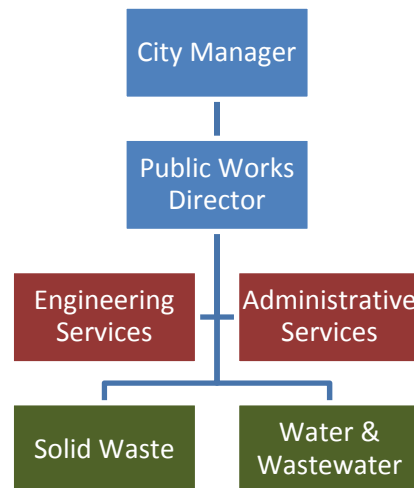 City Manager
Public Works
Director
Engineering
Services
Administrative
Services
Solid Waste
Water &
Wastewater